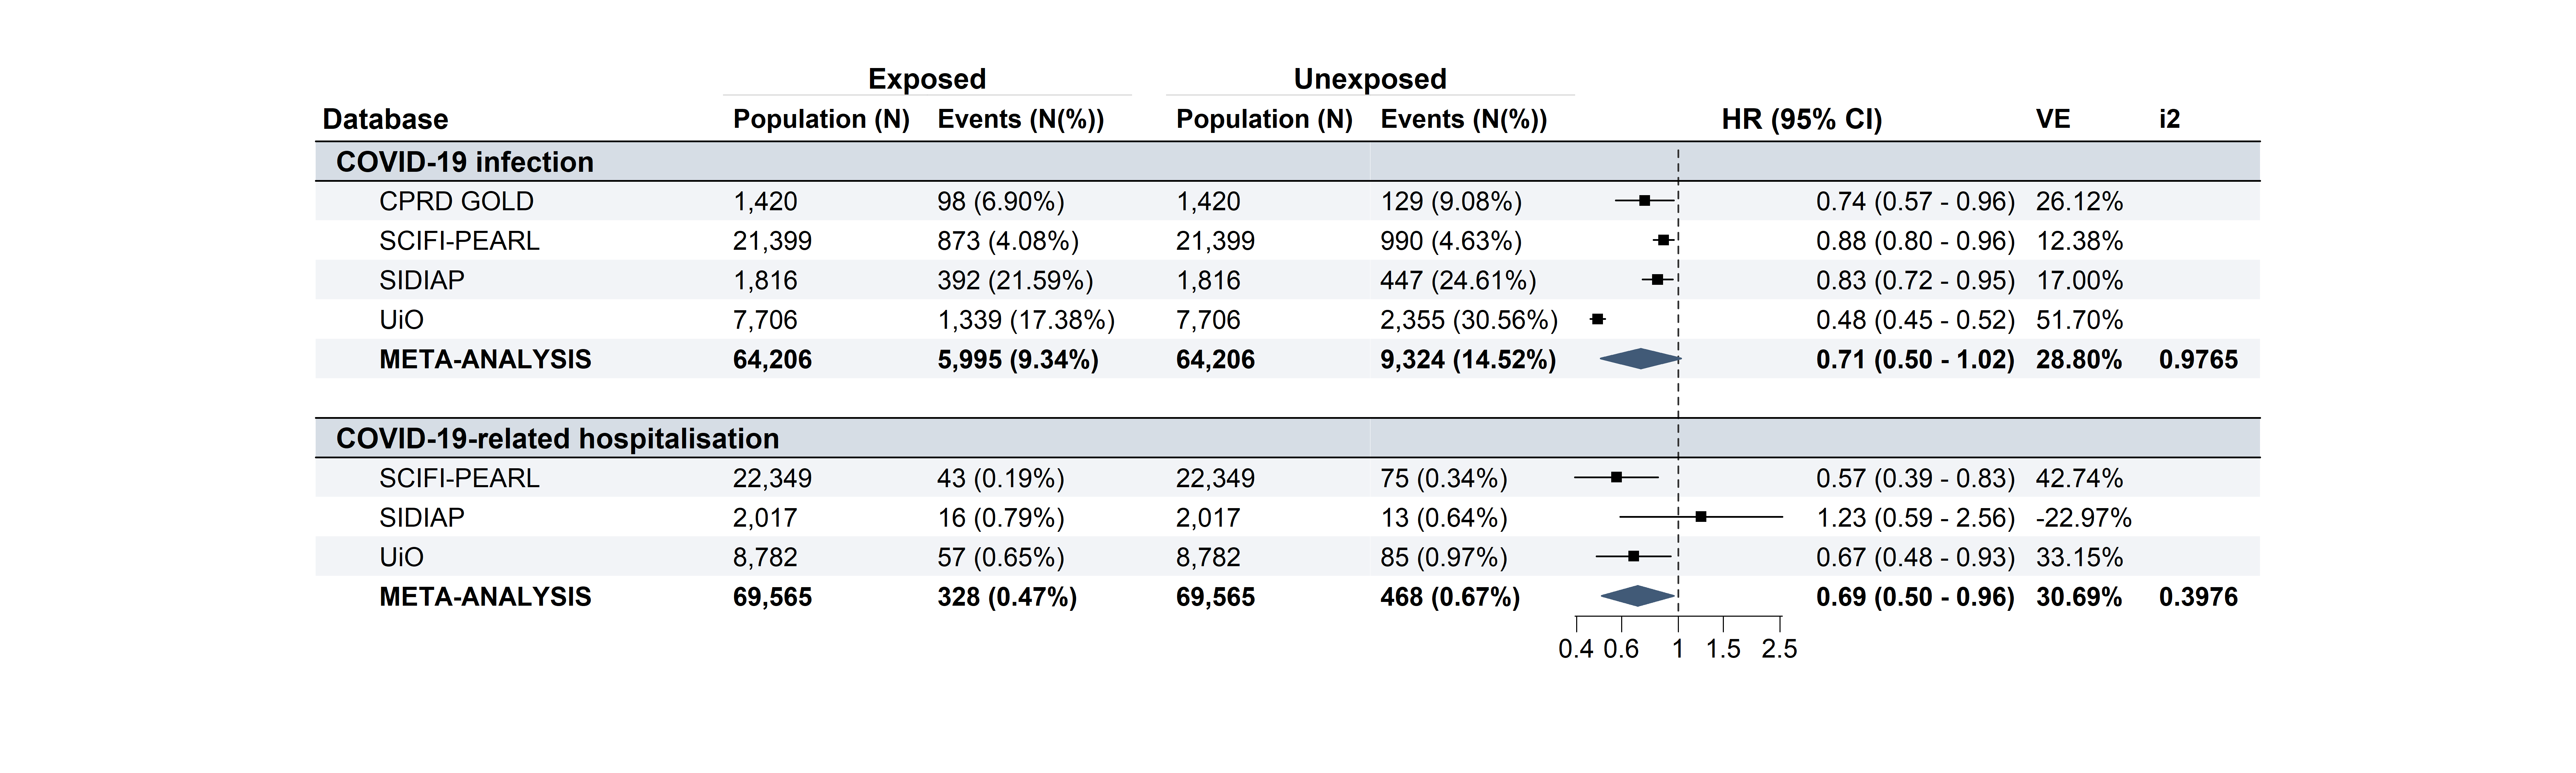 Exposed Unexposed
Database Population (N) Events (N(%)) Population (N) Events (N(%)) HR (95% CI) VE i2
COVID-19 infection
CPRD GOLD 1,420 98 (6.90%) 1,420 129 (9.08%) 0.74 (0.57 - 0.96) 26.12%
SCIFI-PEARL 21,399 873 (4.08%) 21,399 990 (4.63%) 0.88 (0.80 - 0.96) 12.38%
SIDIAP 1,816 392 (21.59%) 1,816 447 (24.61%) 0.83 (0.72 - 0.95) 17.00%
UiO 7,706 1,339 (17.38%) 7,706 2,355 (30.56%) 0.48 (0.45 - 0.52) 51.70%
META-ANALYSIS 64,206 5,995 (9.34%) 64,206 9,324 (14.52%) 0.71 (0.50 - 1.02) 28.80% 0.9765
COVID-19-related hospitalisation
SCIFI-PEARL 22,349 43 (0.19%) 22,349 75 (0.34%) 0.57 (0.39 - 0.83) 42.74%
SIDIAP 2,017 16 (0.79%) 2,017 13 (0.64%) 1.23 (0.59 - 2.56) -22.97%
UiO 8,782 57 (0.65%) 8,782 85 (0.97%) 0.67 (0.48 - 0.93) 33.15%
META-ANALYSIS 69,565 328 (0.47%) 69,565 468 (0.67%) 0.69 (0.50 - 0.96) 30.69% 0.3976
0.4 0.6 1 1.5 2.5